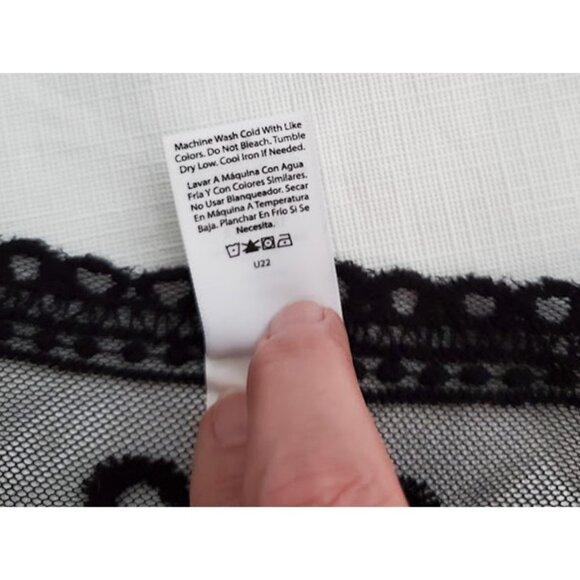 Machine Wash Cold With Like
Colors. Do Not Bleach. Tumble
Dry Low. Cool Iron If Needed.
Lavar A Máquina Con Agua
Fría Y Con Colores Similares.
No Usar Blanqueador. Secar
En Máquina A Temperatura
Baja. Planchar En Frío Si Se
Necesita.
U22